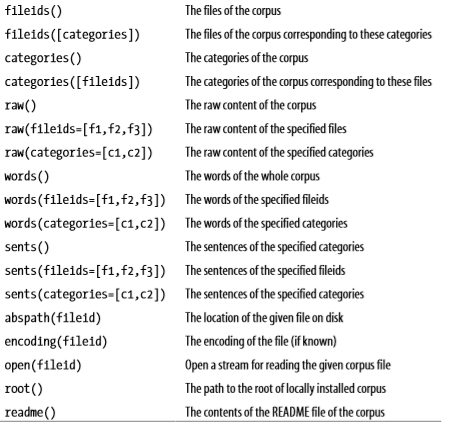 fileids() The files of the corpus
fileids([categories]) The files of the corpus corresponding to these categories
categories() The categories of the corpus
categories([fileids]) The categories of the corpus corresponding to these files
raw() The raw content of the corpus
raw(fileids=[f1,f2,f3]) The raw content of the specified files
raw(categories=[c1,c2]) The raw content of the specified categories
words() The words of the whole corpus
words(fileids=[f1,f2,f3]) The words of the specified fileids
words(categories=[c1,c2]) The words of the specified categories
sents() The sentences of the specified categories
sents(fileids=[f1,f2,f3]) The sentences of the specified fileids
sents(categories=[c1,c2]) The sentences of the specified categories
abspath(fileid) The location of the given file on disk
encoding(fileid) The encoding of the file (if known)
open(fileid) Open a stream for reading the given corpus file
root() The path to the root of locally installed corpus
readme() The contents of the README file of the corpus